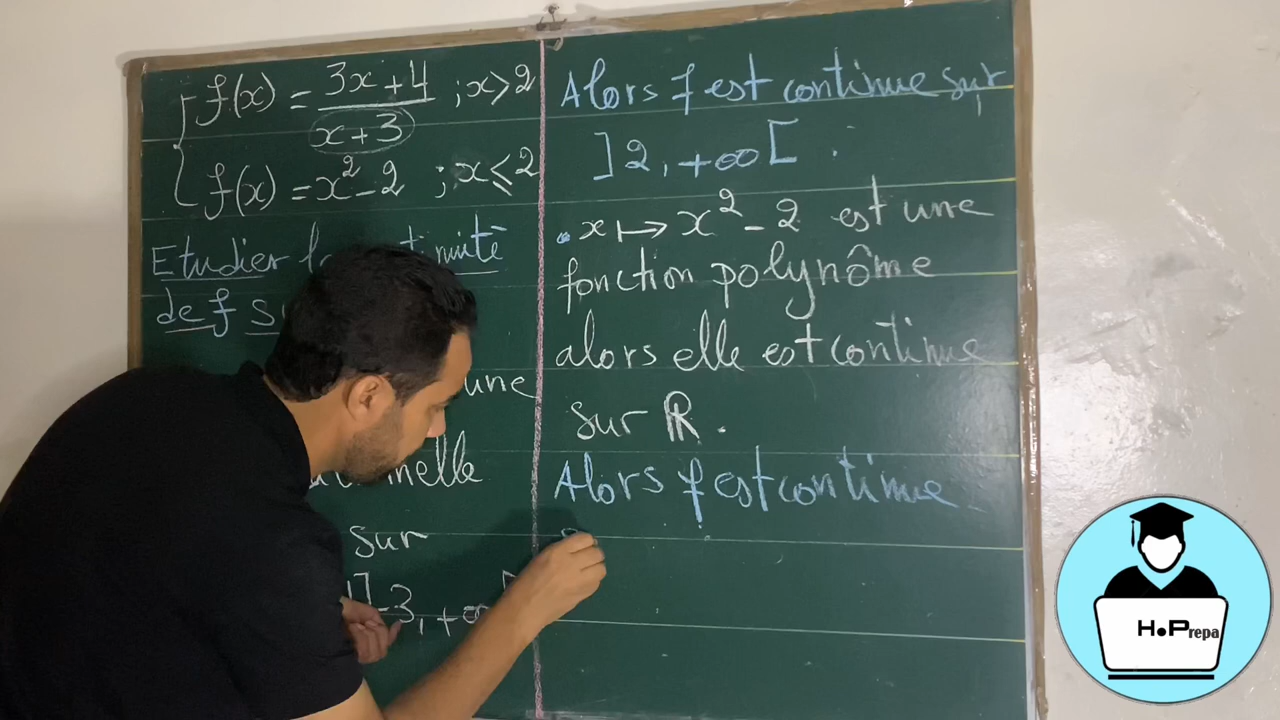 f(x) = 3x+4 / x+3 ; x>2
f(x) = x² - 2 ; x ≤ 2
Etudier
de f
une
nelle
sur
]-3, +∞[
Alors f est continue sur
]2, +∞[.
• x ↦ x² - 2 est une
fonction polynôme
alors elle est continue
sur ℝ.
Alors f est continue
H.Prepa